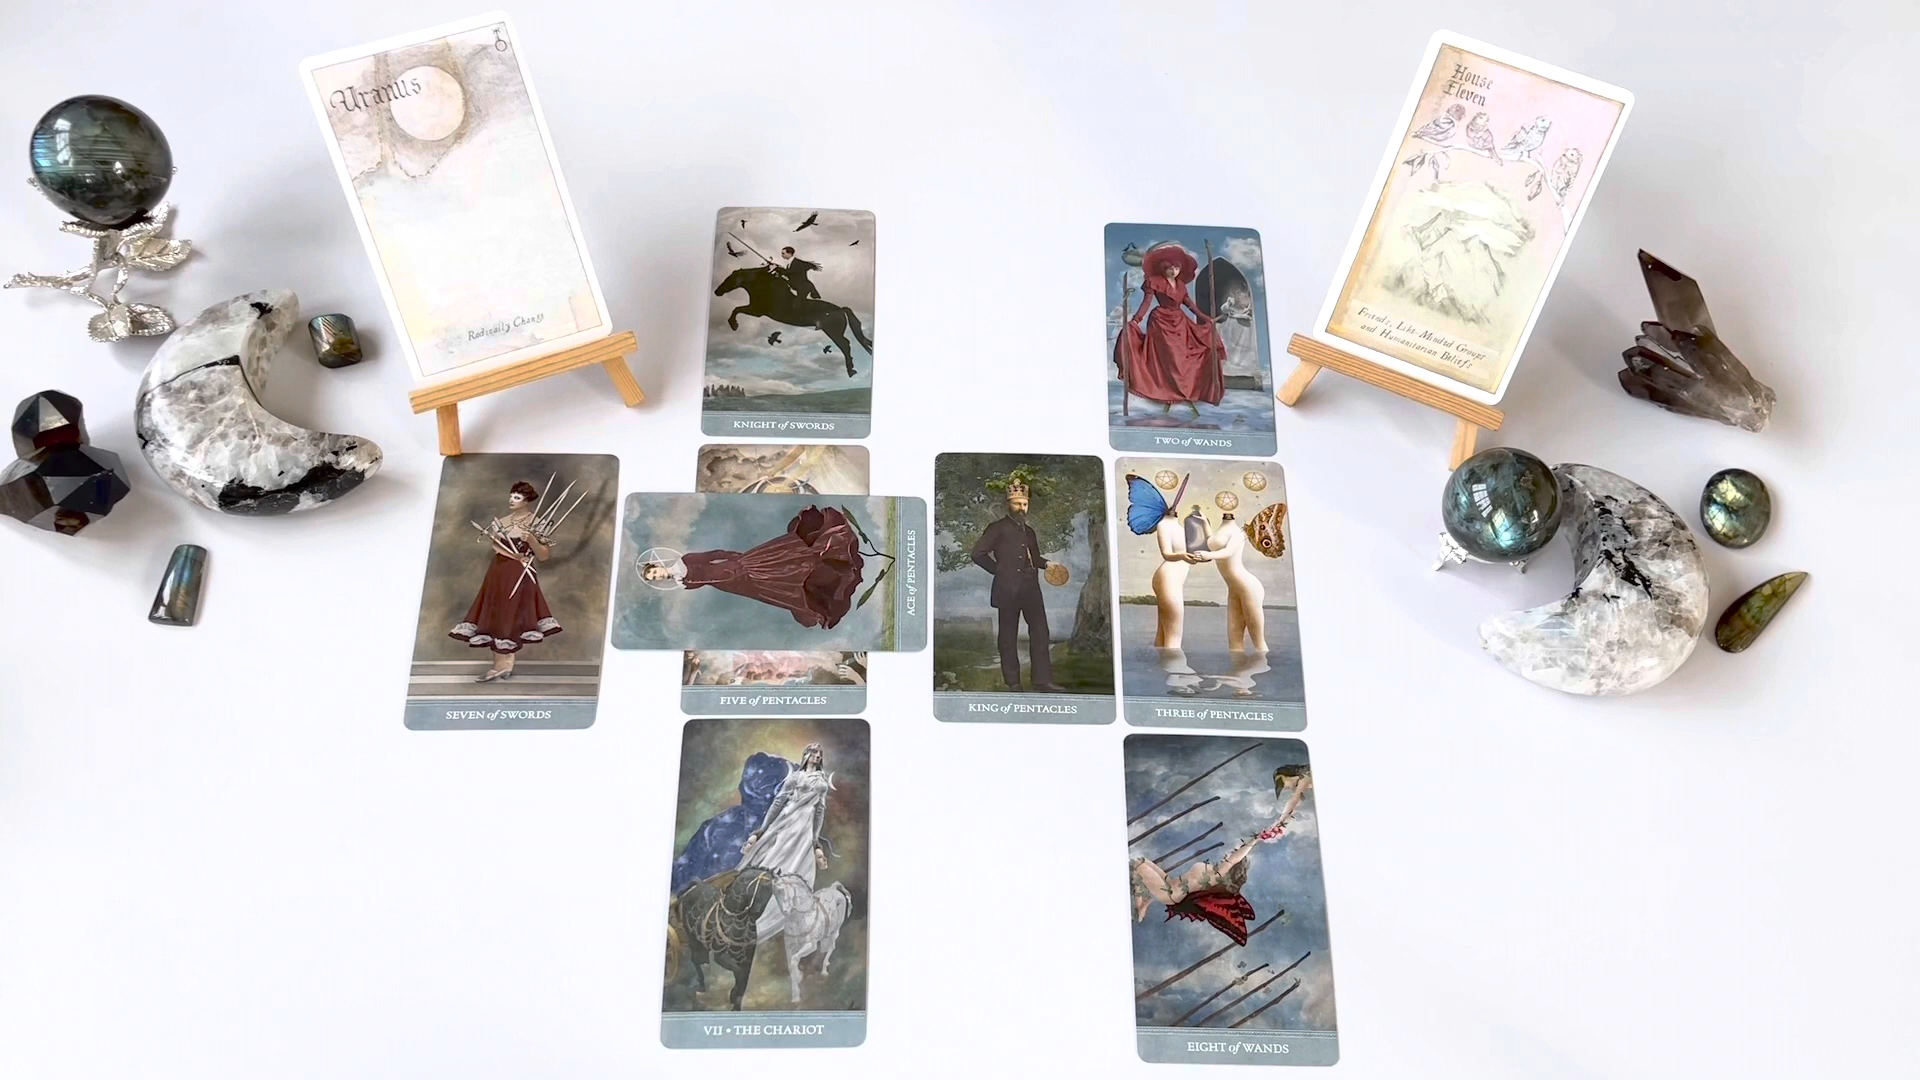 Uranus
Radically Change
House
Eleven
Friends, Like-Minded Groups
and Humanitarian Beliefs
KNIGHT of SWORDS
TWO of WANDS
SEVEN of SWORDS
ACE of PENTACLES
FIVE of PENTACLES
KING of PENTACLES
THREE of PENTACLES
VII • THE CHARIOT
EIGHT of WANDS